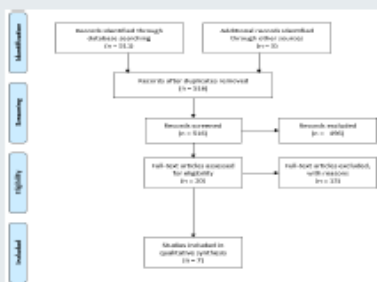 Identification
Records identified through
database searching
Additional records identified
through other sources
Records after duplicates removed
Screening
Records screened
Records excluded
Eligibility
Full-text articles assessed
for eligibility
(n = 20)
Full-text articles excluded,
with reasons
Included
Studies included in
qualitative synthesis
(n = 7)